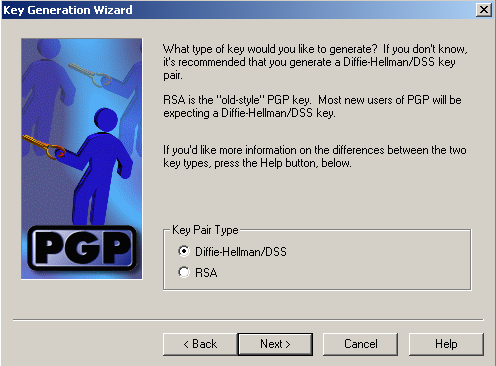 Key Generation Wizard
What type of key would you like to generate? If you don't know,
it's recommended that you generate a Diffie-Hellman/DSS key
pair.
RSA is the "old-style" PGP key. Most new users of PGP will be
expecting a Diffie-Hellman/DSS key.
If you'd like more information on the differences between the two
key types, press the Help button, below.
PGP
Key Pair Type
Diffie-Hellman/DSS
RSA
< Back
Next >
Cancel
Help